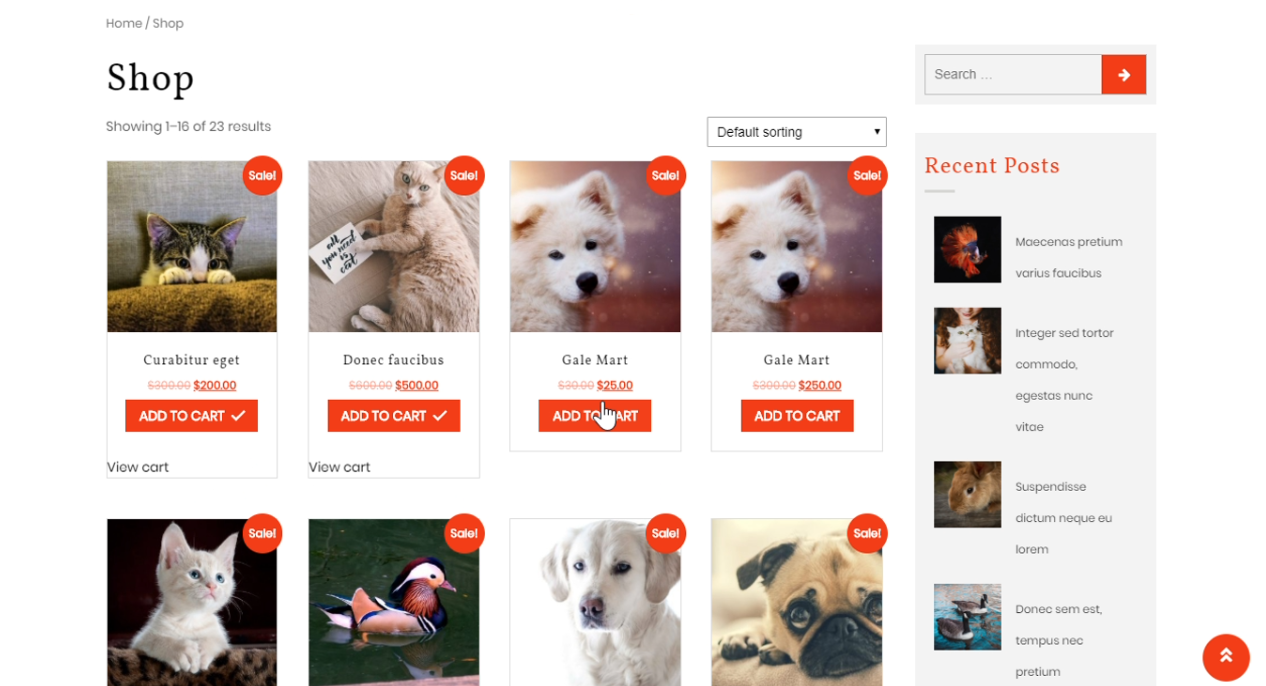 Home / Shop
Shop
Showing 1–16 of 23 results
Default sorting
Search ...
Sale!
Sale!
Sale!
Sale!
all
you need
is
Curabitur eget
$300.00 $200.00
ADD TO CART
View cart
Donec faucibus
$600.00 $500.00
ADD TO CART
View cart
Gale Mart
$30.00 $25.00
ADD TO CART
Gale Mart
$300.00 $250.00
ADD TO CART
Sale!
Sale!
Sale!
Sale!
Recent Posts
Maecenas pretium
varius faucibus
Integer sed tortor
commodo,
egestas nunc
vitae
Suspendisse
dictum neque eu
lorem
Donec sem est,
tempus nec
pretium